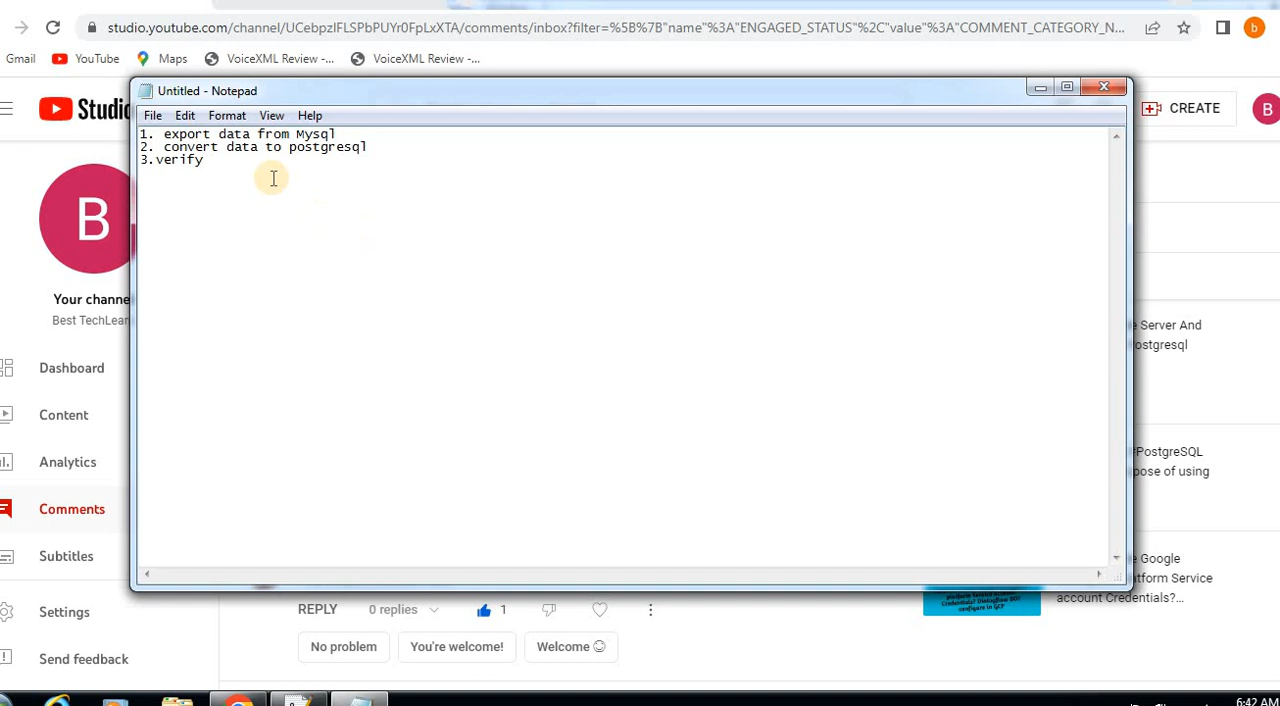 studio.youtube.com/channel/UCebpzIFLSPbPUYr0FpLxXTA/comments/inbox?filter=%5B%7B"name"%3A"ENGAGED_STATUS"%2C"value"%3A"COMMENT_CATEGORY_N...
b
Gmail
YouTube
Maps
VoiceXML Review -...
VoiceXML Review -...
Untitled - Notepad
Studio
CREATE
B
File Edit Format View Help
1. export data from Mysql
2. convert data to postgresql
3.verify
B
Your channe
Best TechLear
Dashboard
Content
Analytics
Comments
Subtitles
Settings
Send feedback
e Server And
ostgresql
#PostgreSQL
pose of using
e Google
atform Service
account Credentials?...
REPLY
0 replies
1
No problem
You're welcome!
Welcome
6:42 AM